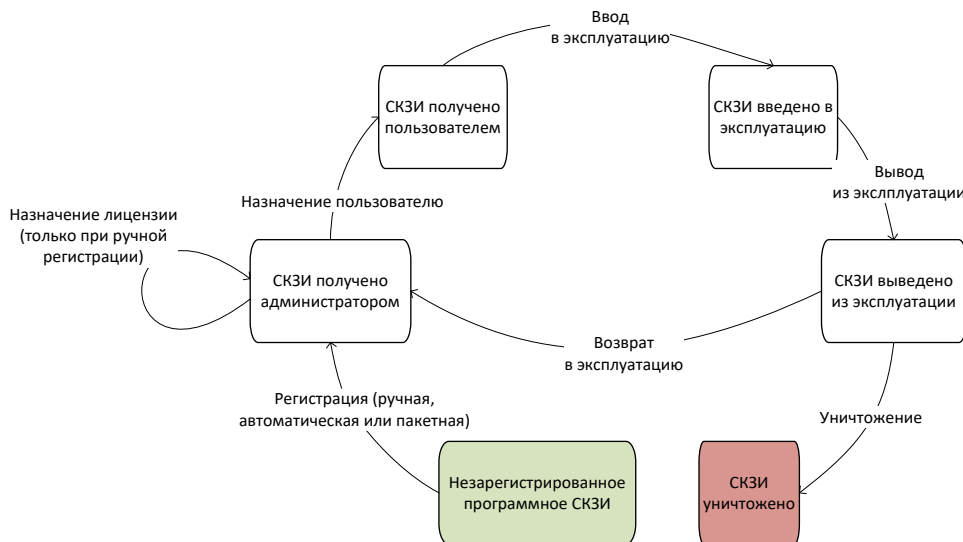 Ввод
в эксплуатацию
СКЗИ получено
пользователем
СКЗИ введено в
эксплуатацию
Вывод
из экслплуатации
Назначение пользователю
Назначение лицензии
(только при ручной
регистрации)
СКЗИ получено
администратором
СКЗИ выведено
из эксплуатации
Возврат
в эксплуатацию
Регистрация (ручная,
автоматическая или пакетная)
Уничтожение
Незарегистрированное
программное СКЗИ
СКЗИ
уничтожено